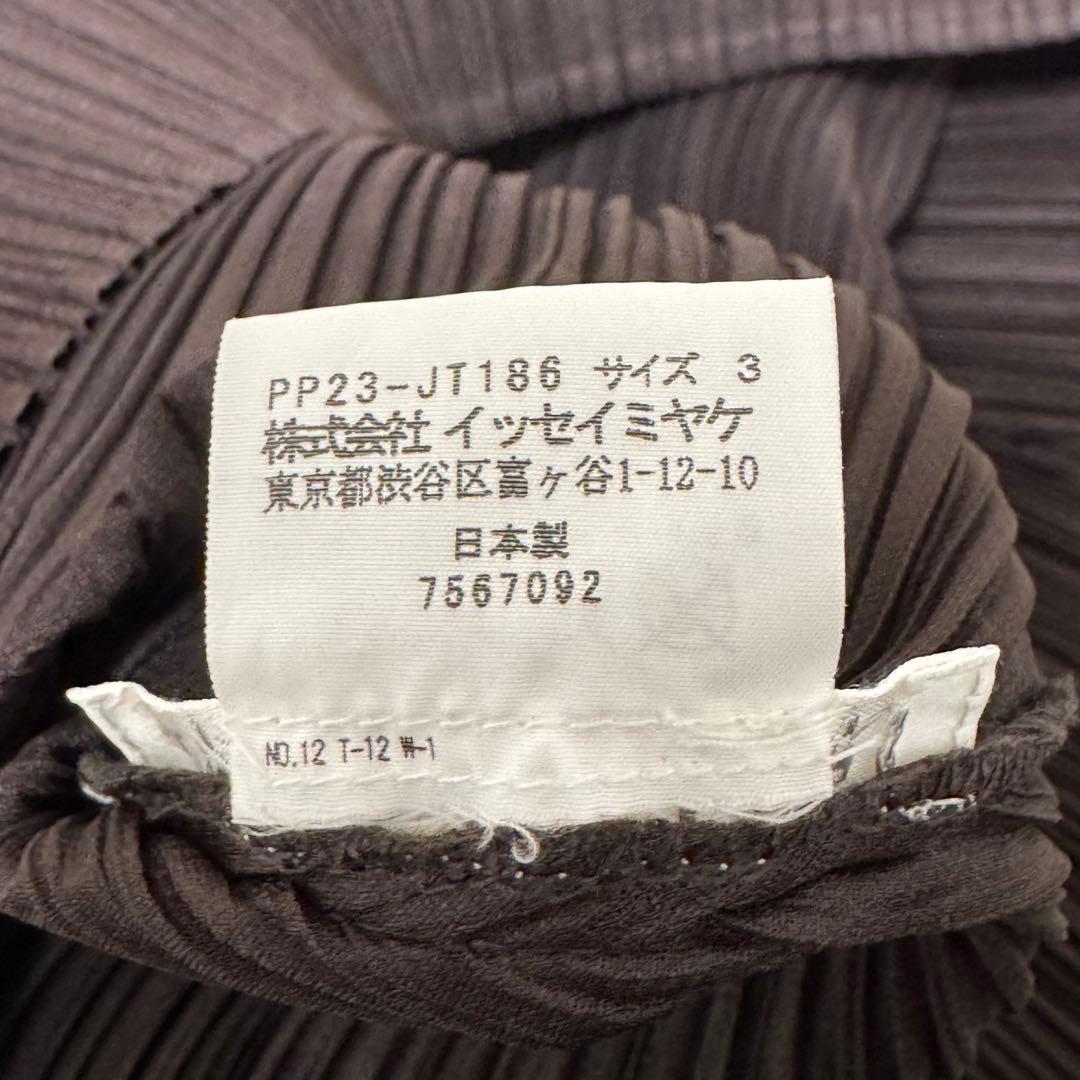 PP23-JT186 サイズ 3
株式会社 イッセイミヤケ
東京都渋谷区富ヶ谷1-12-10
日本製
7567092
NO.12 T-12 W-1